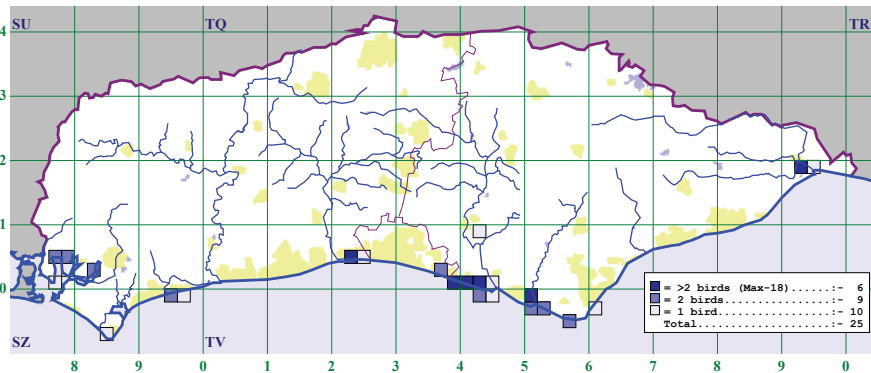 SU TQ TR
4
3
2
1
0
= >2 birds (Max-18).....:- 6
= 2 birds...............:- 9
= 1 bird................:- 10
Total...................:- 25
SZ TV
8 9 0 1 2 3 4 5 6 7 8 9 0